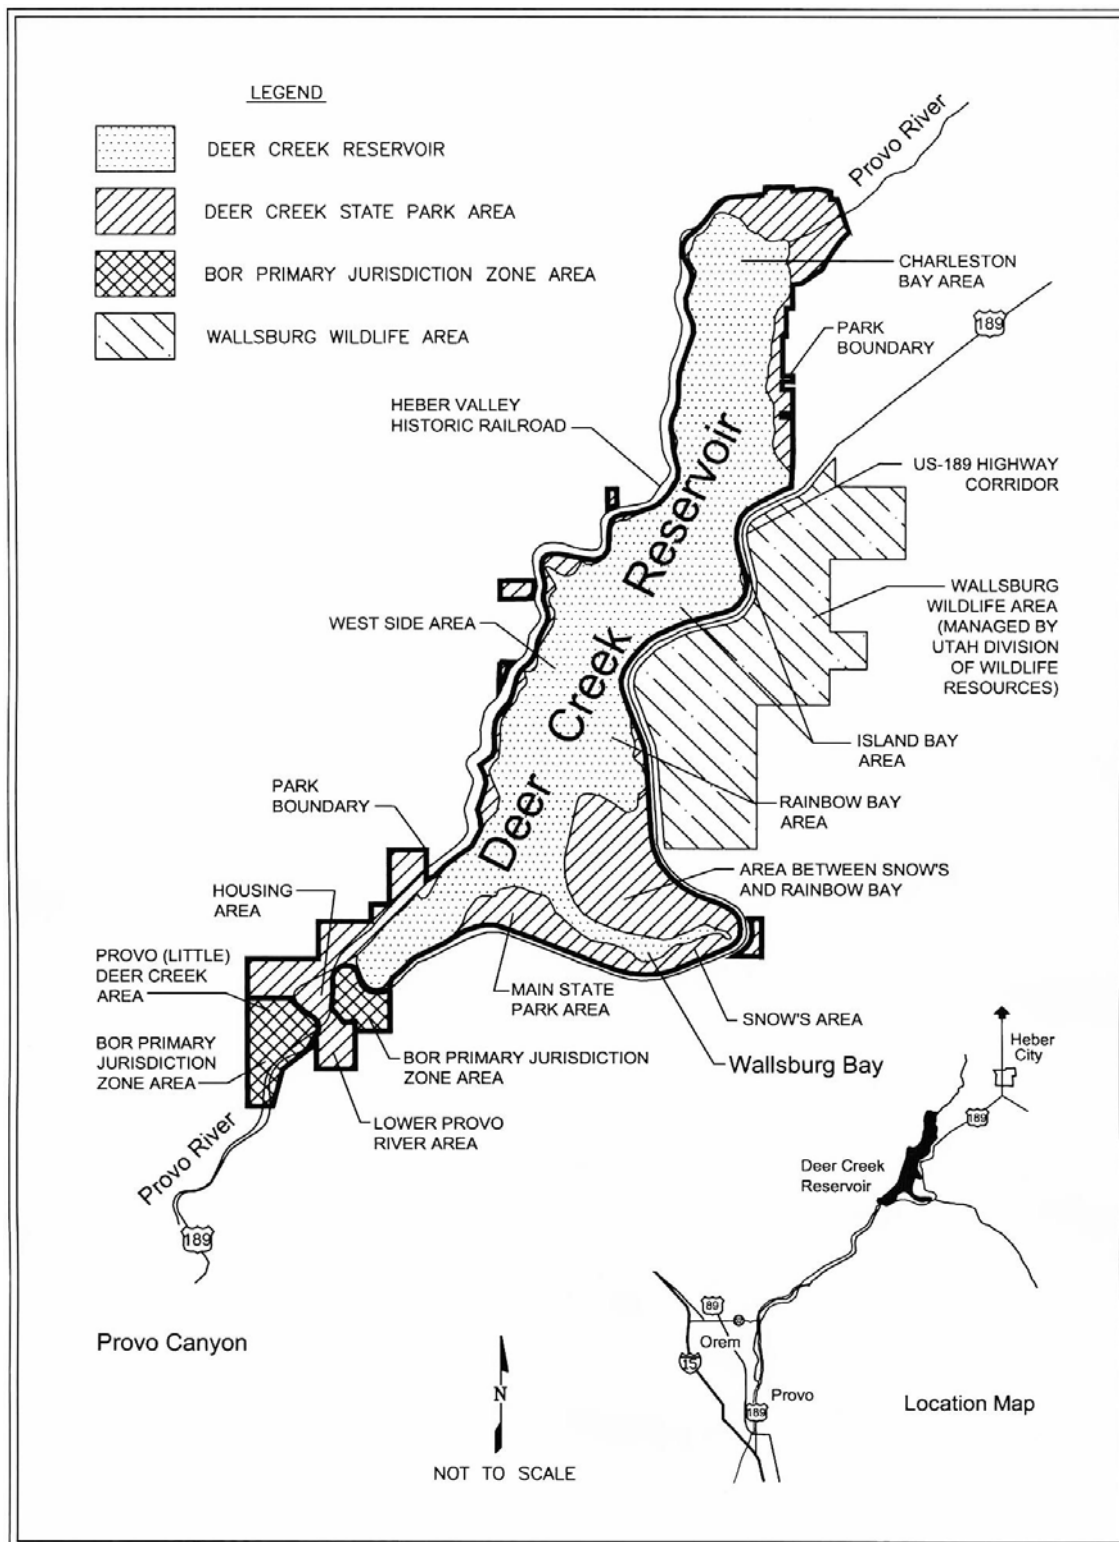 LEGEND
DEER CREEK RESERVOIR
DEER CREEK STATE PARK AREA
BOR PRIMARY JURISDICTION ZONE AREA
WALLSBURG WILDLIFE AREA
Provo River
CHARLESTON
BAY AREA
189
PARK
BOUNDARY
HEBER VALLEY
HISTORIC RAILROAD
US-189 HIGHWAY
CORRIDOR
Deer Creek Reservoir
WALLSBURG
WILDLIFE AREA
(MANAGED BY
UTAH DIVISION
OF WILDLIFE
RESOURCES)
WEST SIDE AREA
ISLAND BAY
AREA
PARK
BOUNDARY
RAINBOW BAY
AREA
HOUSING
AREA
AREA BETWEEN SNOW'S
AND RAINBOW BAY
PROVO (LITTLE)
DEER CREEK
AREA
MAIN STATE
PARK AREA
SNOW'S AREA
BOR PRIMARY
JURISDICTION
ZONE AREA
BOR PRIMARY JURISDICTION
ZONE AREA
Wallsburg Bay
LOWER PROVO
RIVER AREA
Provo River
189
Heber
City
189
Deer Creek
Reservoir
89
Orem
15
Provo
189
Provo Canyon
N
NOT TO SCALE
Location Map